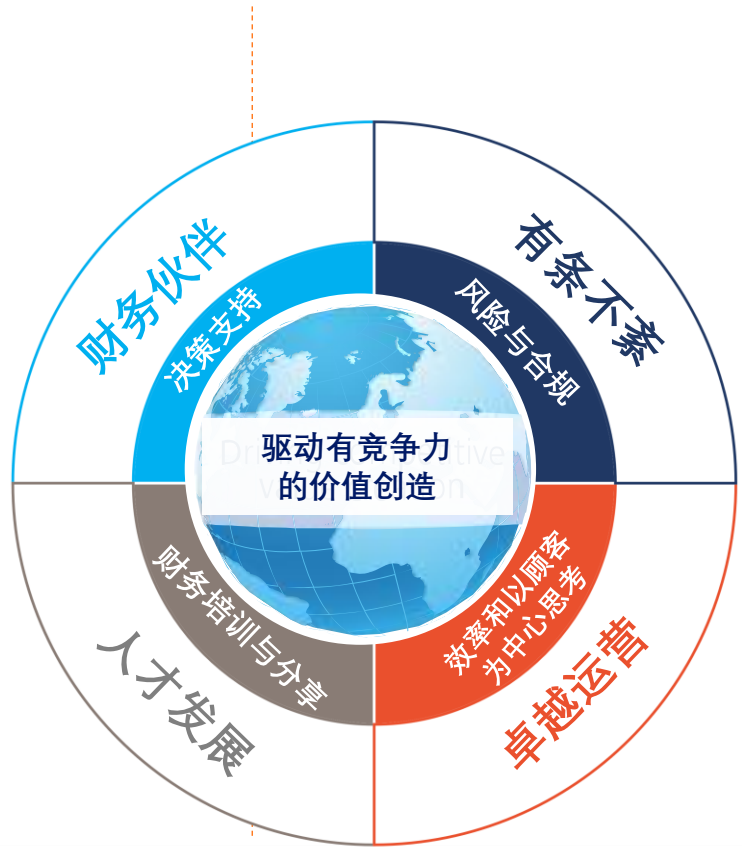 财务伙伴
决策支持
有条不紊
风险与合规
驱动有竞争力
的价值创造
财务培训与分享
人才发展
效率和以顾客
为中心思考
卓越运营